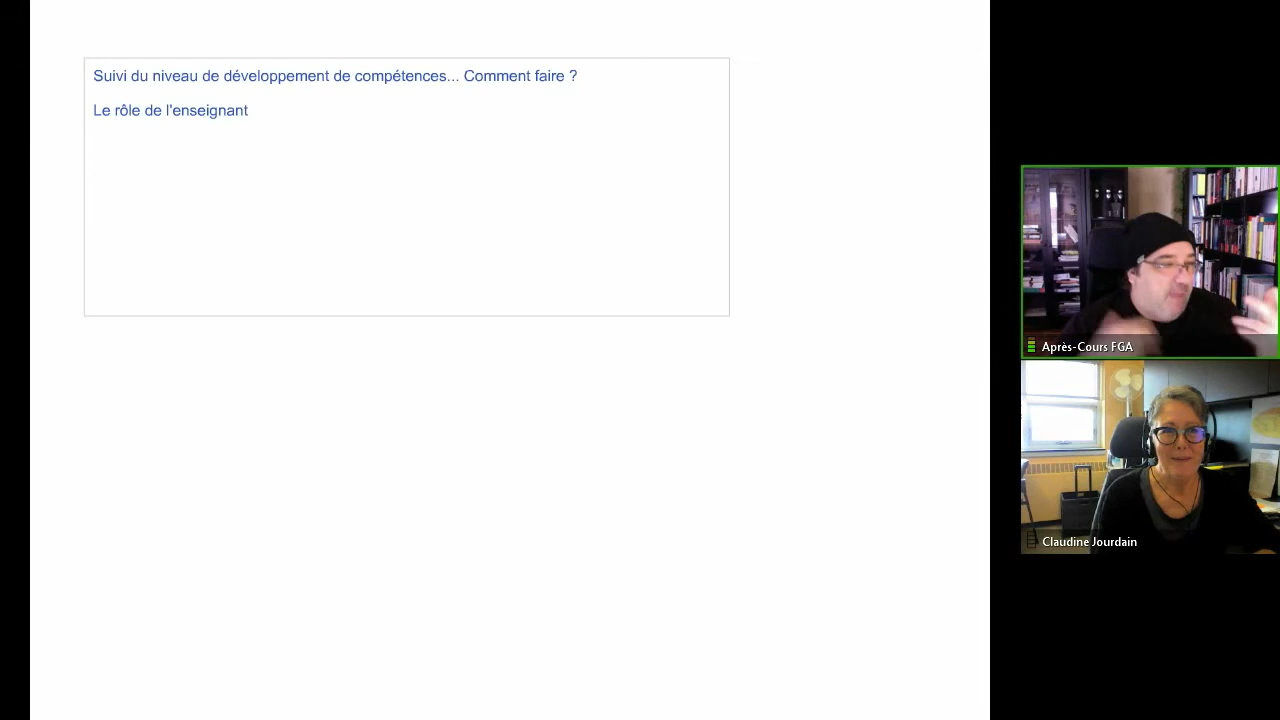 Suivi du niveau de développement de compétences... Comment faire ?
Le rôle de l'enseignant
Après-Cours FGA
Claudine Jourdain